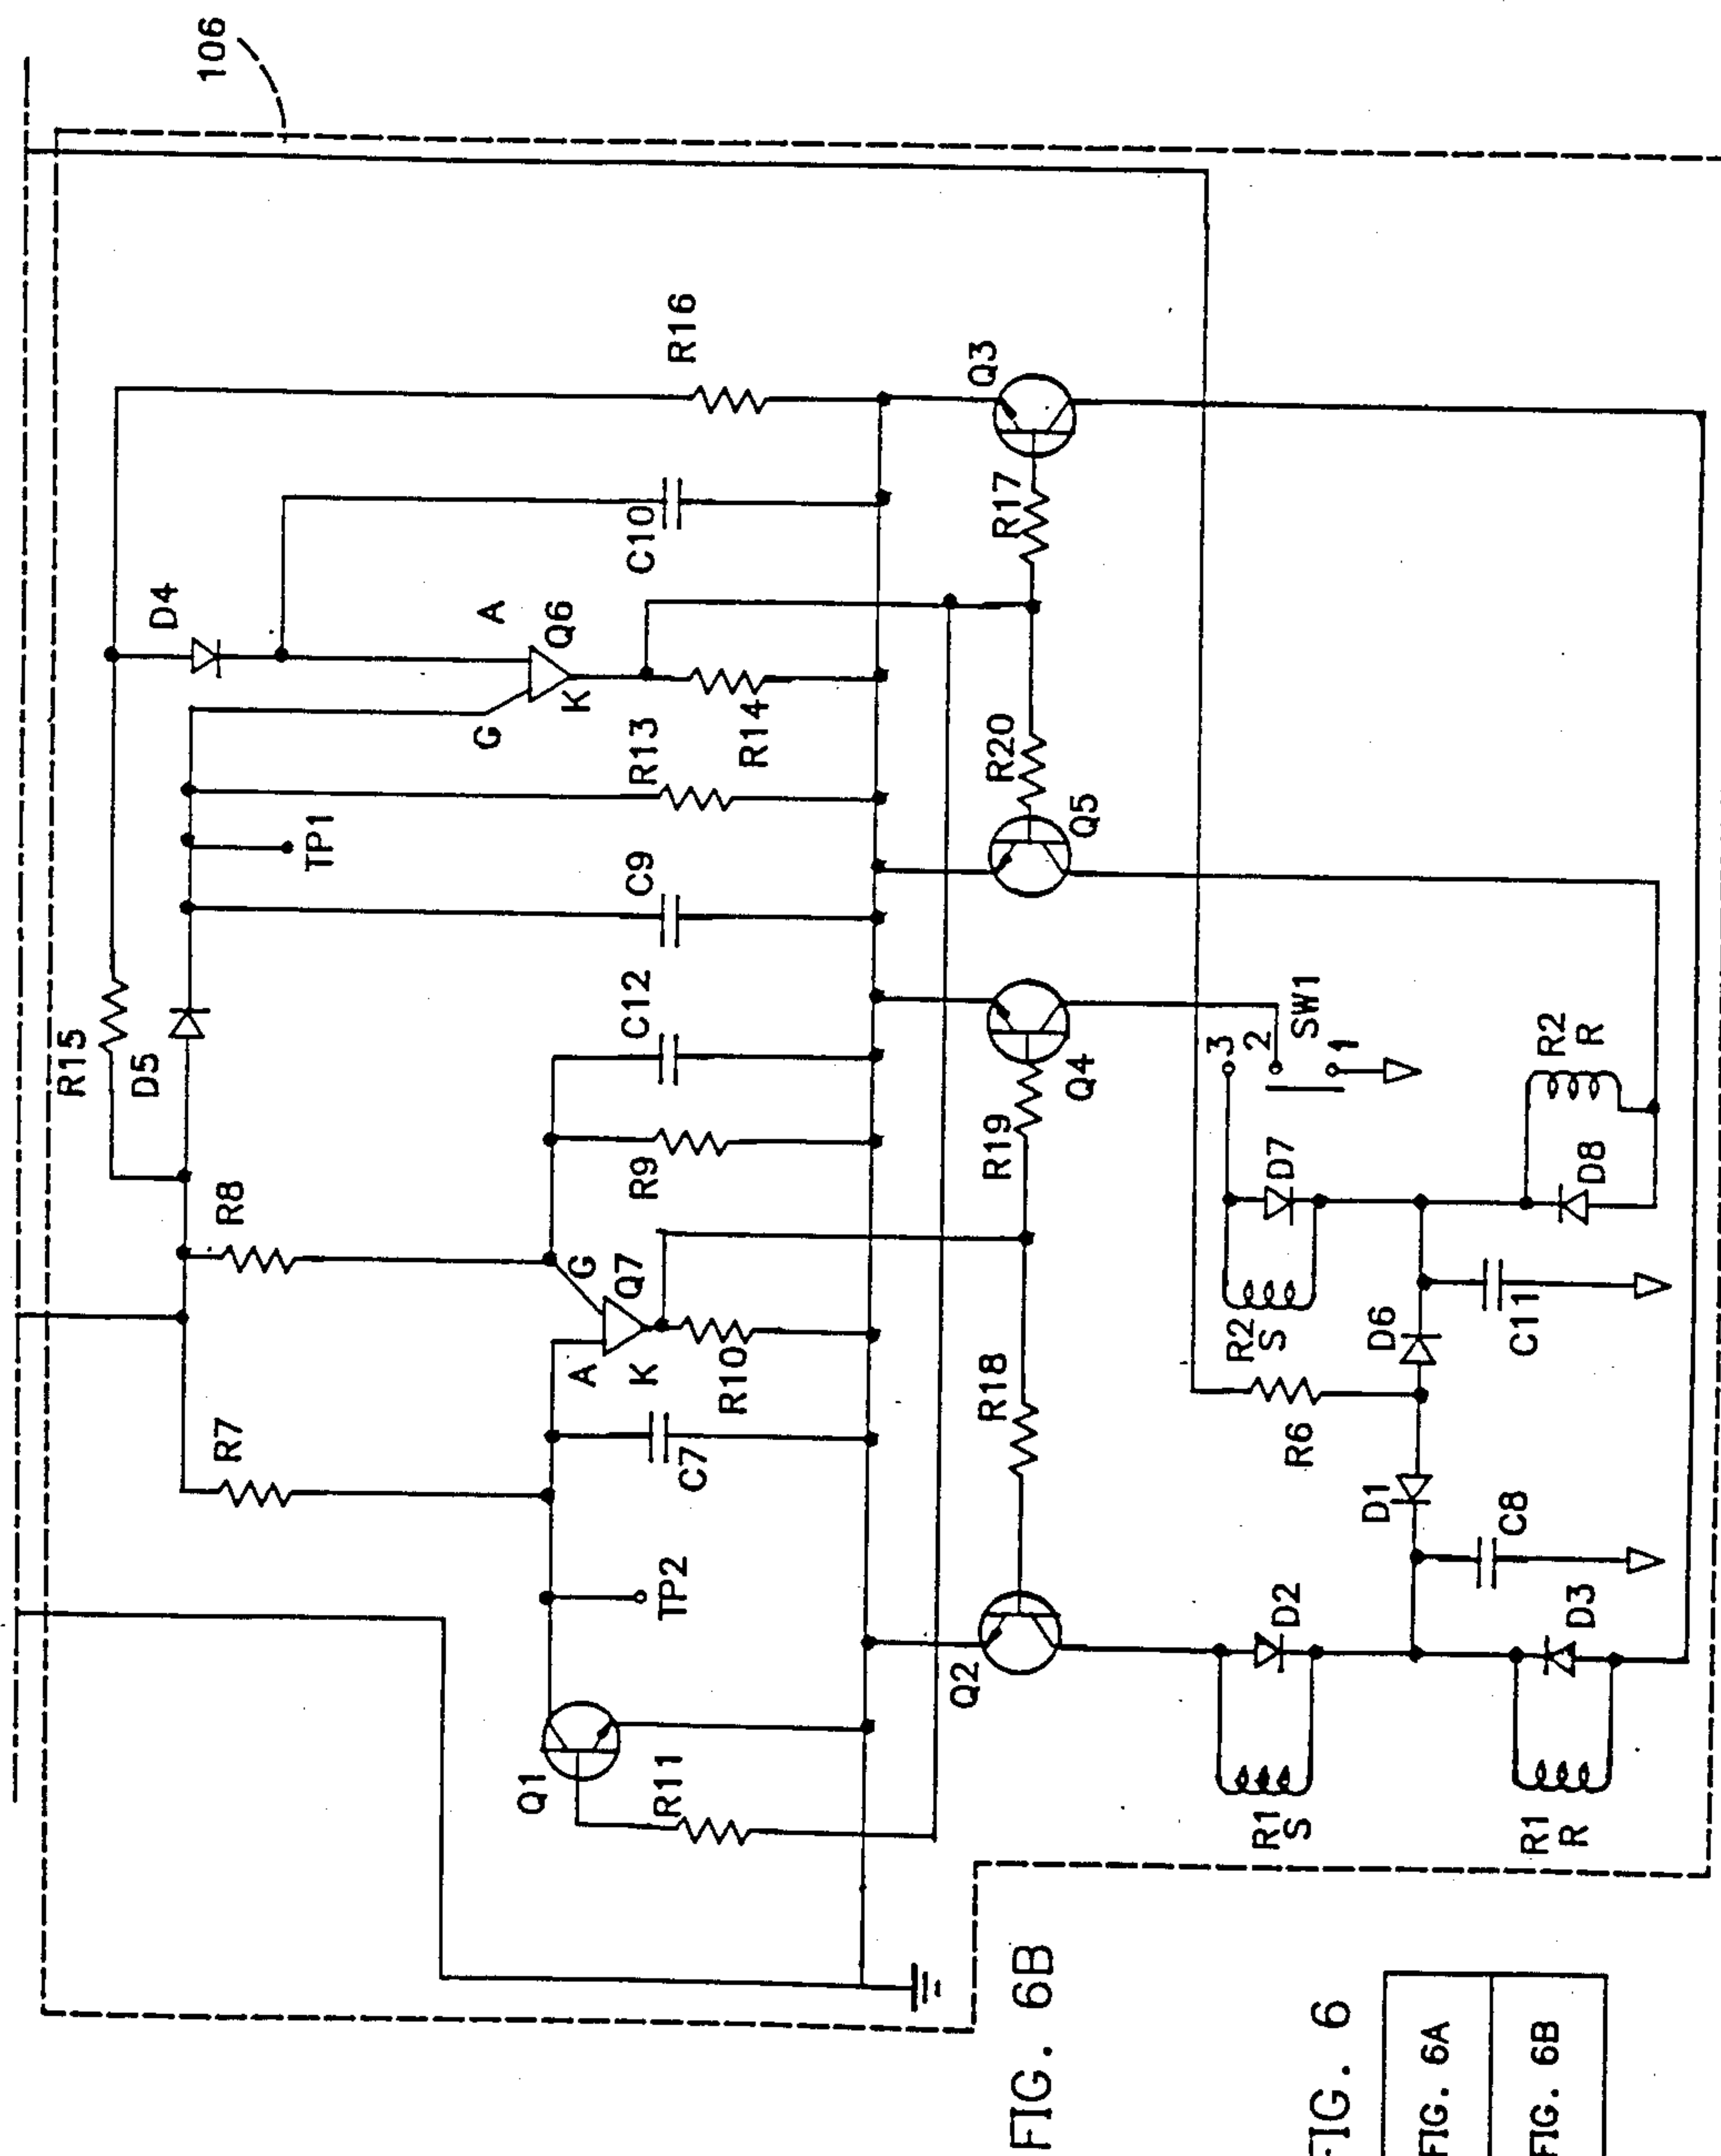 106
R15
D5
D4
R16
R8
R7
TP1
C9
C12
R9
R13
G
A
Q6
K
R14
C10
G
Q7
A
K
R10
C7
TP2
Q1
R11
Q3
R17
R20
Q5
Q4
R19
R18
Q2
3
2
1
SW1
R2
S
D7
R2
R
D8
D6
C11
R6
D1
C8
R1
S
D2
R1
R
D3
FIG. 6B
FIG. 6
FIG. 6A
FIG. 6B